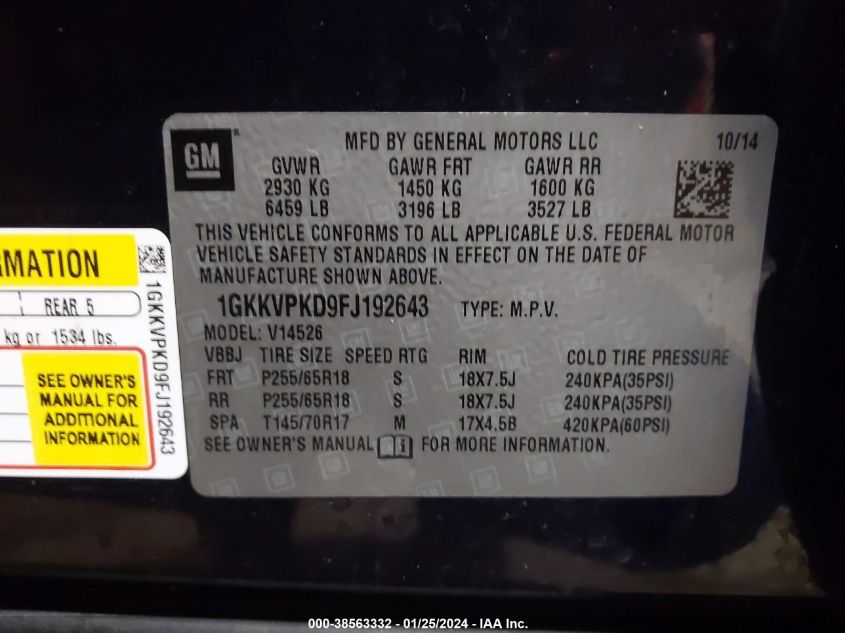 GM
MFD BY GENERAL MOTORS LLC 10/14
GVWR GAWR FRT GAWR RR
2930 KG 1450 KG 1600 KG
6459 LB 3196 LB 3527 LB
THIS VEHICLE CONFORMS TO ALL APPLICABLE U.S. FEDERAL MOTOR
VEHICLE SAFETY STANDARDS IN EFFECT ON THE DATE OF
MANUFACTURE SHOWN ABOVE.
1GKKVPKD9FJ192643 TYPE: M.P.V.
MODEL: V14526
VBBJ TIRE SIZE SPEED RTG RIM COLD TIRE PRESSURE
FRT P255/65R18 S 18X7.5J 240KPA(35PSI)
RR P255/65R18 S 18X7.5J 240KPA(35PSI)
SPA T145/70R17 M 17X4.5B 420KPA(60PSI)
SEE OWNER'S MANUAL i FOR MORE INFORMATION.
RMATION
REAR 5
kg or 1534 lbs.
SEE OWNER'S
MANUAL FOR
ADDITIONAL
INFORMATION
1GKKVPKD9FJ192643
000-38563332 - 01/25/2024 - IAA Inc.